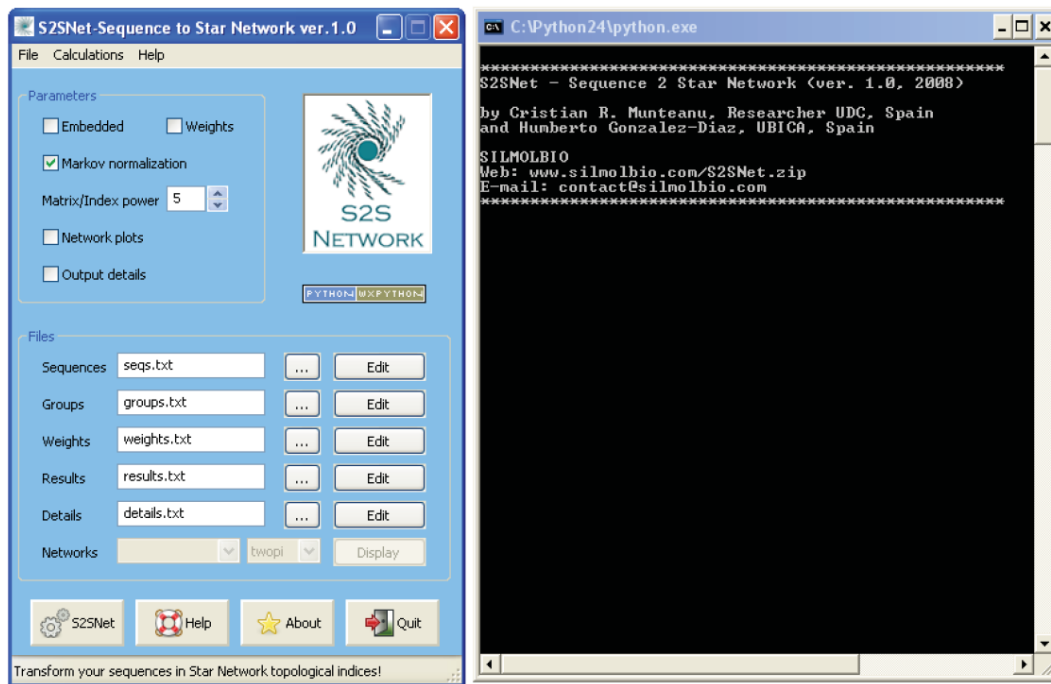 S2SNet-Sequence to Star Network ver.1.0
File Calculations Help
Parameters
Embedded Weights
Markov normalization
Matrix/Index power 5
Network plots
Output details
S2S
NETWORK
PYTHON WXPYTHON
Files
Sequences seqs.txt ... Edit
Groups groups.txt ... Edit
Weights weights.txt ... Edit
Results results.txt ... Edit
Details details.txt ... Edit
Networks twopi Display
S2SNet Help About Quit
Transform your sequences in Star Network topological indices!
C:\Python24\python.exe
*********************************************************
S2SNet - Sequence 2 Star Network (ver. 1.0, 2008)
by Cristian R. Munteanu, Researcher UDC, Spain
and Humberto Gonzalez-Diaz, UBICA, Spain
SILMOLBIO
Web: www.silmolbio.com/S2SNet.zip
E-mail: contact@silmolbio.com
*********************************************************